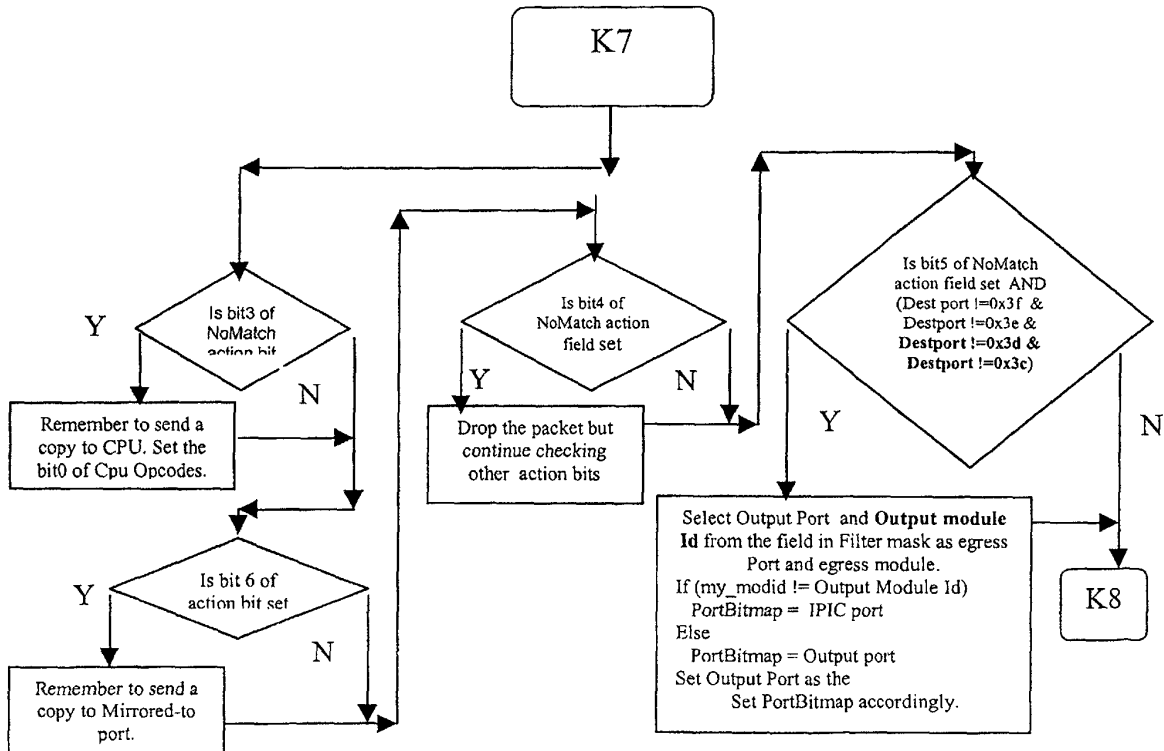 K7
Is bit3 of
NoMatch
action bit
Y
N
Remember to send a
copy to CPU. Set the
bit0 of Cpu Opcodes.
Is bit 6 of
action bit set
Y
N
Remember to send a
copy to Mirrored-to
port.
Is bit4 of
NoMatch action
field set
Y
N
Drop the packet but
continue checking
other action bits
Is bit5 of NoMatch
action field set AND
(Dest port !=0x3f &
Destport !=0x3e &
Destport !=0x3d &
Destport !=0x3c)
Y
N
Select Output Port and Output module
Id from the field in Filter mask as egress
Port and egress module.
If (my_modid != Output Module Id)
PortBitmap = IPIC port
Else
PortBitmap = Output port
Set Output Port as the
Set PortBitmap accordingly.
K8